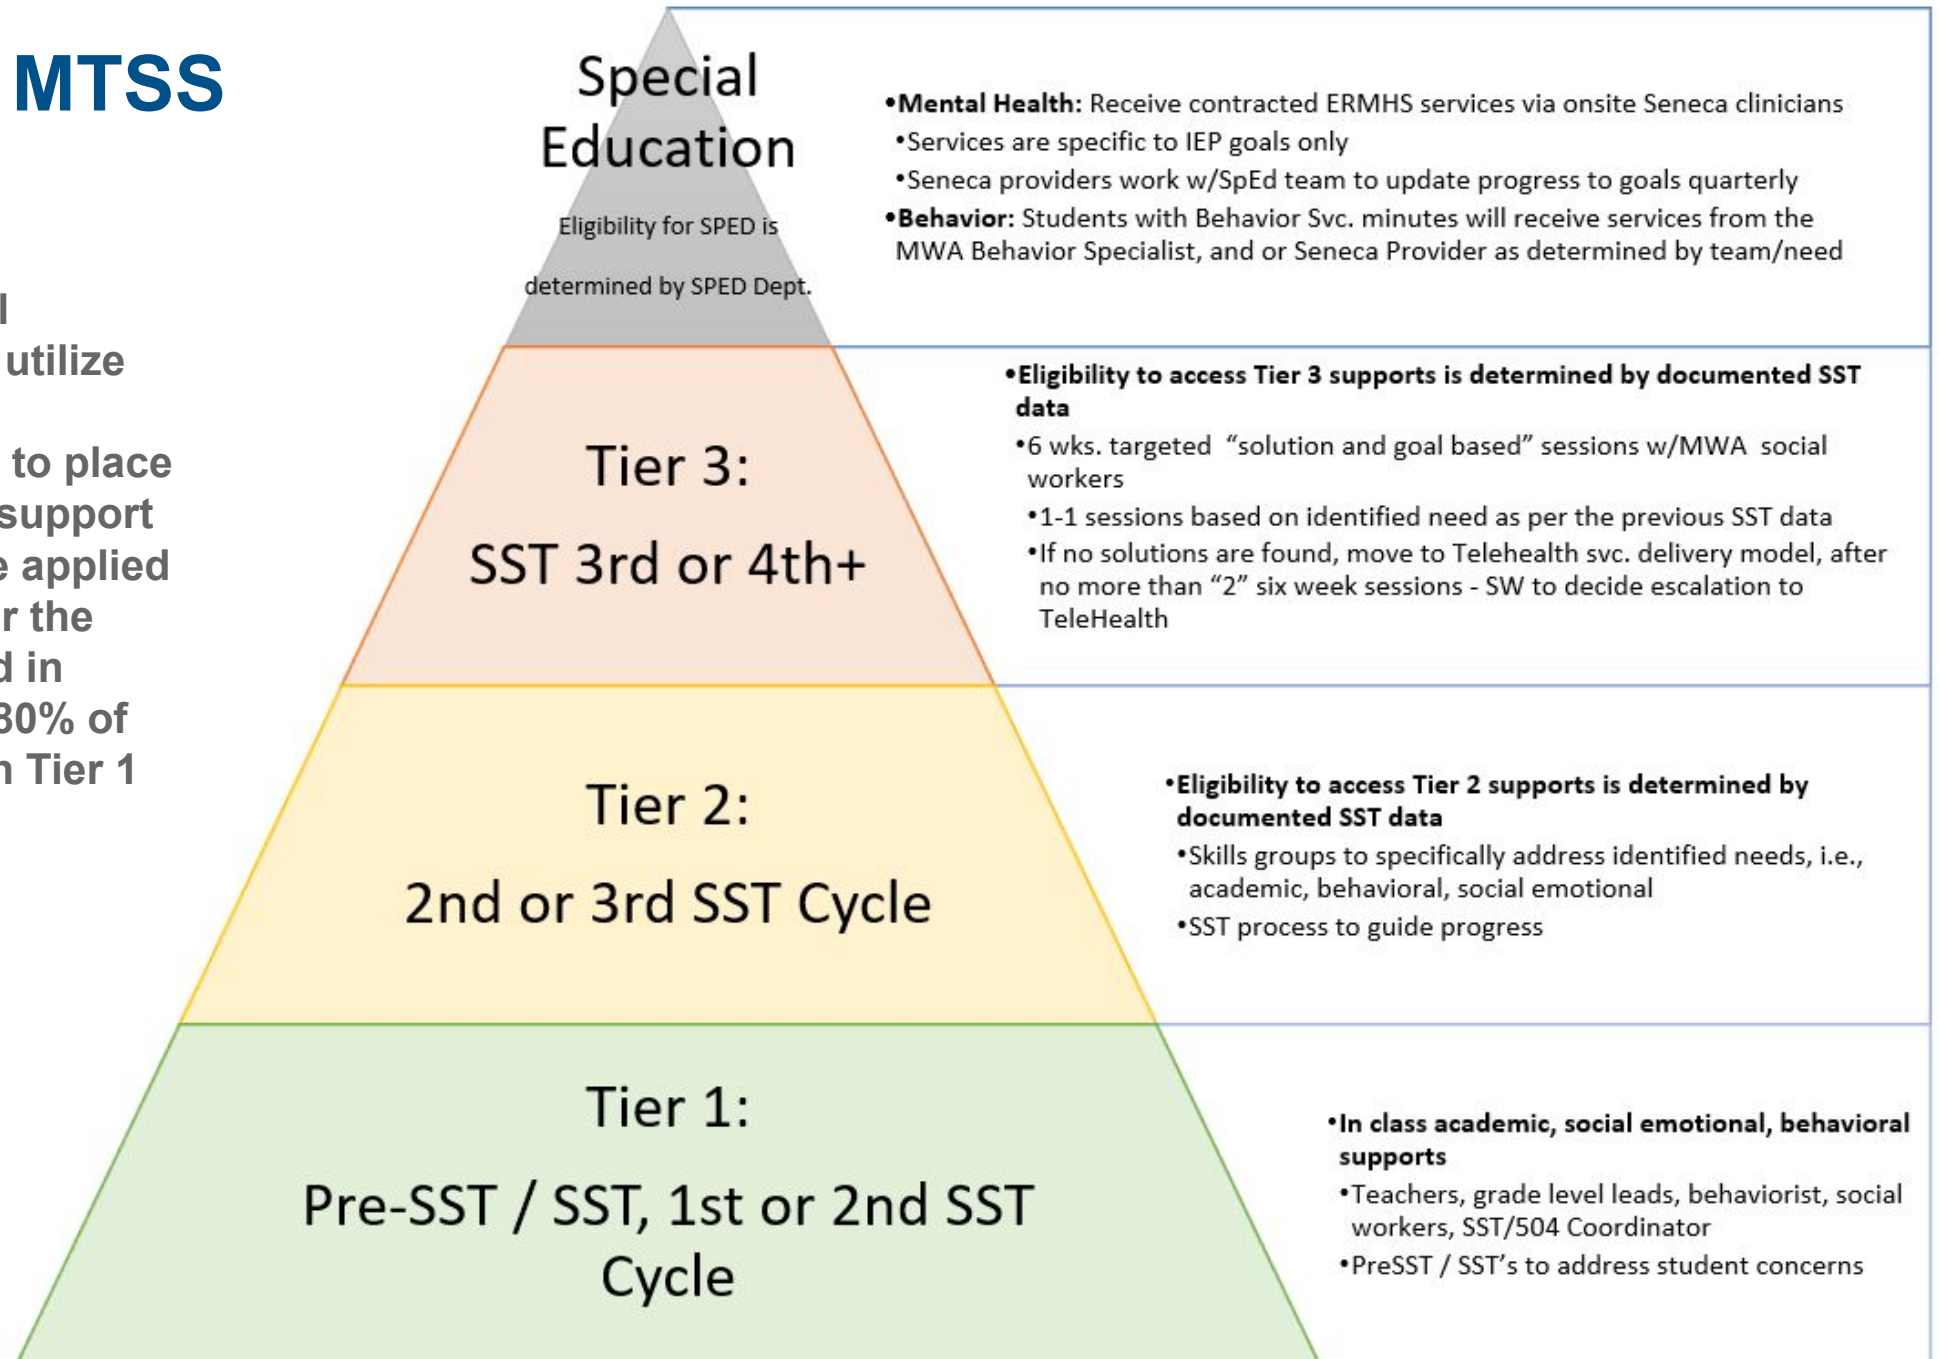 MTSS
l
utilize
to place
support
e applied
r the
d in
80% of
n Tier 1
Special
Education
Eligibility for SPED is
determined by SPED Dept.
•Mental Health: Receive contracted ERMHS services via onsite Seneca clinicians
•Services are specific to IEP goals only
•Seneca providers work w/SpEd team to update progress to goals quarterly
•Behavior: Students with Behavior Svc. minutes will receive services from the
MWA Behavior Specialist, and or Seneca Provider as determined by team/need
Tier 3:
SST 3rd or 4th+
•Eligibility to access Tier 3 supports is determined by documented SST
data
•6 wks. targeted “solution and goal based” sessions w/MWA social
workers
•1-1 sessions based on identified need as per the previous SST data
•If no solutions are found, move to Telehealth svc. delivery model, after
no more than “2” six week sessions - SW to decide escalation to
TeleHealth
Tier 2:
2nd or 3rd SST Cycle
•Eligibility to access Tier 2 supports is determined by
documented SST data
•Skills groups to specifically address identified needs, i.e.,
academic, behavioral, social emotional
•SST process to guide progress
Tier 1:
Pre-SST / SST, 1st or 2nd SST
Cycle
•In class academic, social emotional, behavioral
supports
•Teachers, grade level leads, behaviorist, social
workers, SST/504 Coordinator
•PreSST / SST’s to address student concerns